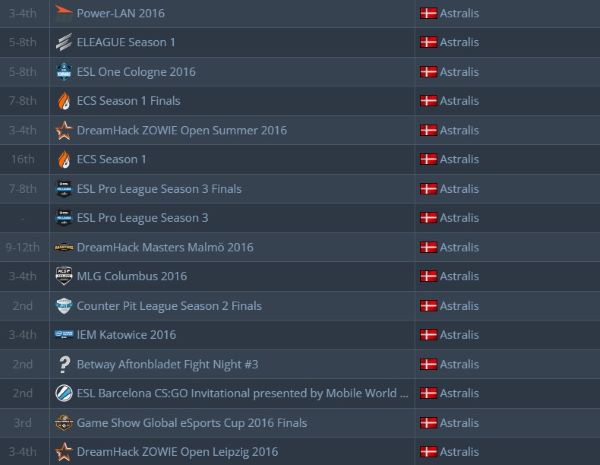 3-4th Power-LAN 2016 Astralis
5-8th ELEAGUE Season 1 Astralis
5-8th ESL One Cologne 2016 Astralis
7-8th ECS Season 1 Finals Astralis
3-4th DreamHack ZOWIE Open Summer 2016 Astralis
16th ECS Season 1 Astralis
7-8th ESL Pro League Season 3 Finals Astralis
- ESL Pro League Season 3 Astralis
9-12th DreamHack Masters Malmö 2016 Astralis
3-4th MLG Columbus 2016 Astralis
2nd Counter Pit League Season 2 Finals Astralis
3-4th IEM Katowice 2016 Astralis
2nd ? Betway Aftonbladet Fight Night #3 Astralis
2nd ESL Barcelona CS:GO Invitational presented by Mobile World ... Astralis
3rd Game Show Global eSports Cup 2016 Finals Astralis
3-4th DreamHack ZOWIE Open Leipzig 2016 Astralis